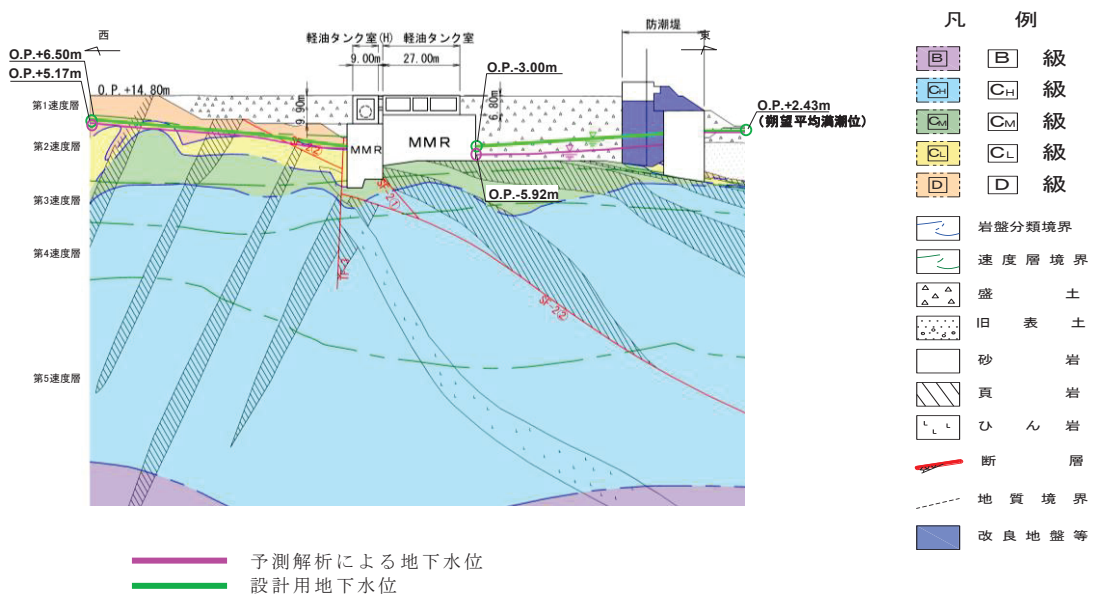 西
軽油タンク室(H) 軽油タンク室
9.00m 27.00m
防潮堤
東
O.P.+6.50m
O.P.+5.17m
O.P.+14.80m
O.P.-3.00m
O.P.+2.43m
(朔望平均満潮位)
9.90m
6.80m
第1速度層
第2速度層
第3速度層
第4速度層
第5速度層
MMR
MMR
O.P.-5.92m
TF-3
SF-2①
SF-2②
凡例
B B 級
CH CH 級
CM CM 級
CL CL 級
D D 級
岩盤分類境界
速度層境界
盛土
旧表土
砂岩
頁岩
ひん岩
断層
地質境界
改良地盤等
予測解析による地下水位
設計用地下水位